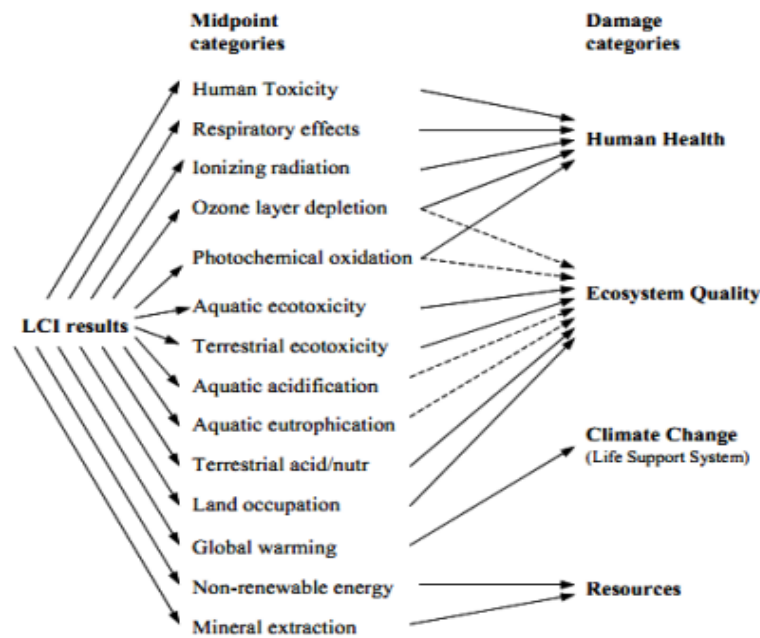 Midpoint
categories
Damage
categories
Human Toxicity
Respiratory effects
Human Health
Ionizing radiation
Ozone layer depletion
Photochemical oxidation
Ecosystem Quality
Aquatic ecotoxicity
LCI results
Terrestrial ecotoxicity
Aquatic acidification
Aquatic eutrophication
Climate Change
(Life Support System)
Terrestrial acid/nutr
Land occupation
Global warming
Non-renewable energy
Resources
Mineral extraction